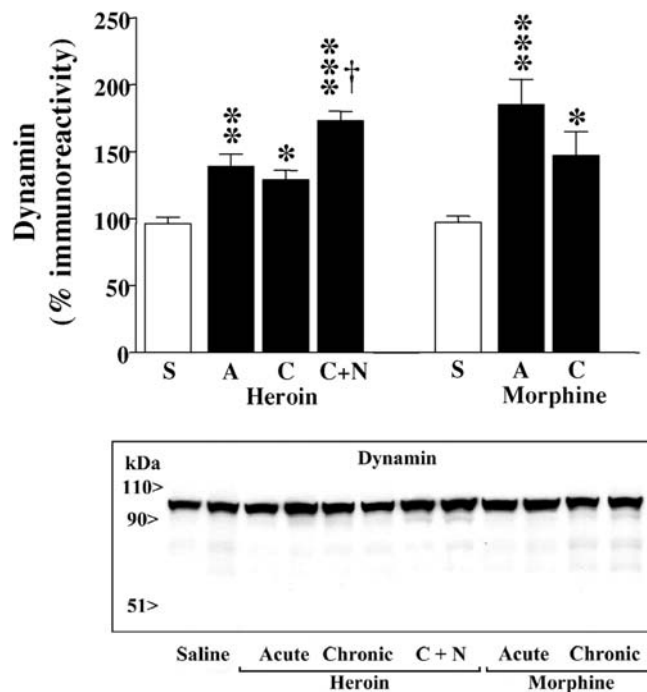 Dynamin
(% immunoreactivity)
250
200
150
100
50
0
** * *** † *** *
S A C C+N S A C
Heroin Morphine
kDa Dynamin
110>
90>
51>
Saline Acute Chronic C + N Acute Chronic
Heroin Morphine